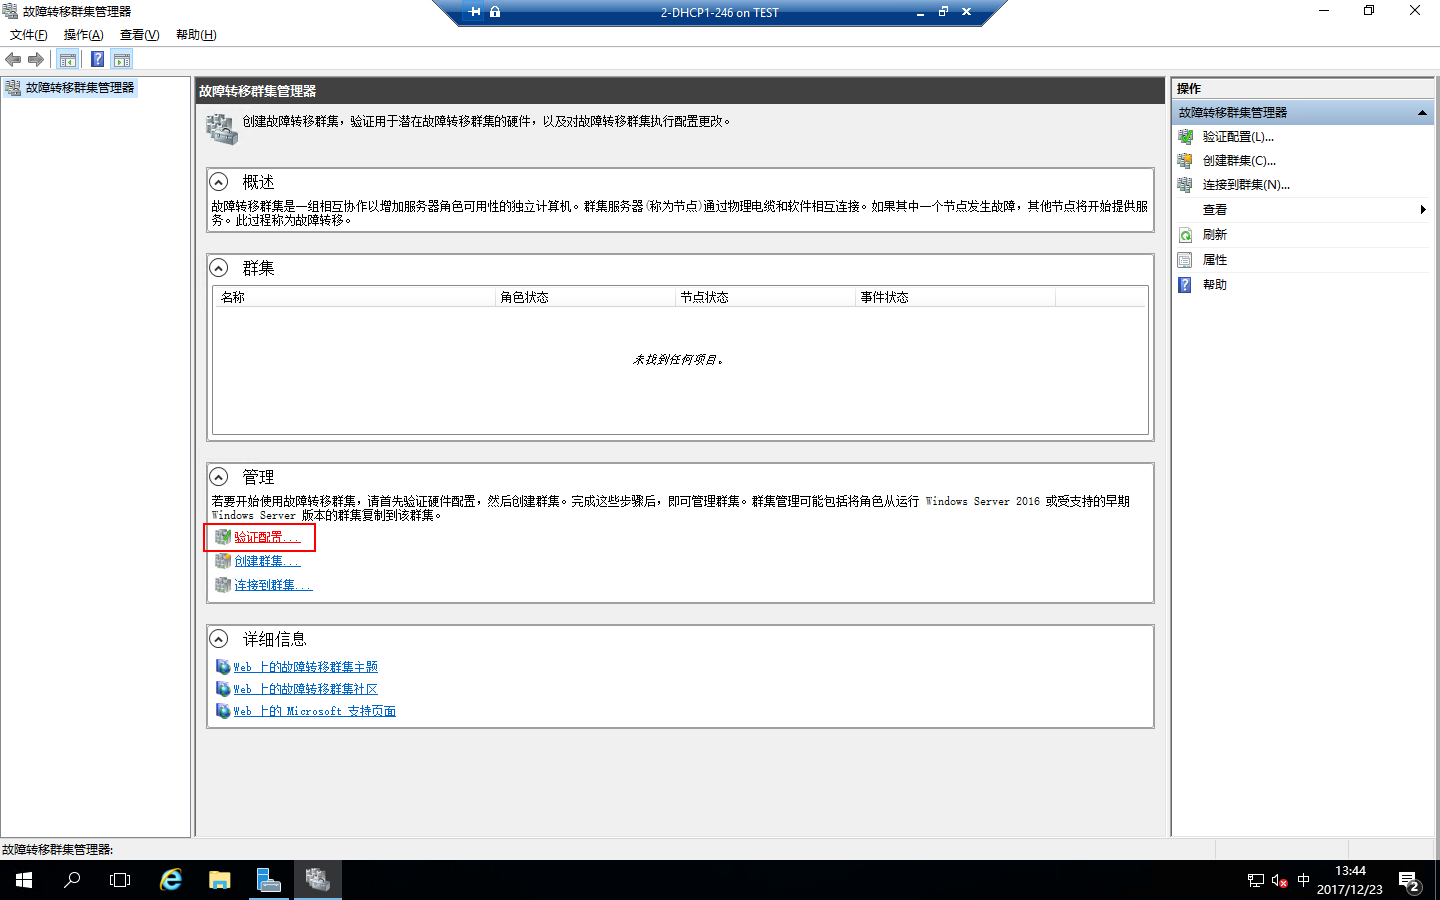 故障转移群集管理器
2-DHCP1-246 on TEST
文件(F) 操作(A) 查看(V) 帮助(H)
故障转移群集管理器
故障转移群集管理器
创建故障转移群集，验证用于潜在故障转移群集的硬件，以及对故障转移群集执行配置更改。
概述
故障转移群集是一组相互协作以增加服务器角色可用性的独立计算机。群集服务器(称为节点)通过物理电缆和软件相互连接。如果其中一个节点发生故障，其他节点将开始提供服
务。此过程称为故障转移。
群集
名称 角色状态 节点状态 事件状态
未找到任何项目。
管理
若要开始使用故障转移群集，请首先验证硬件配置，然后创建群集。完成这些步骤后，即可管理群集。群集管理可能包括将角色从运行 Windows Server 2016 或受支持的早期
Windows Server 版本的群集复制到该群集。
验证配置...
创建群集...
连接到群集...
详细信息
Web 上的故障转移群集主题
Web 上的故障转移群集社区
Web 上的 Microsoft 支持页面
操作
故障转移群集管理器
验证配置(L)...
创建群集(C)...
连接到群集(N)...
查看
刷新
属性
帮助
故障转移群集管理器:
中
13:44
2017/12/23
2